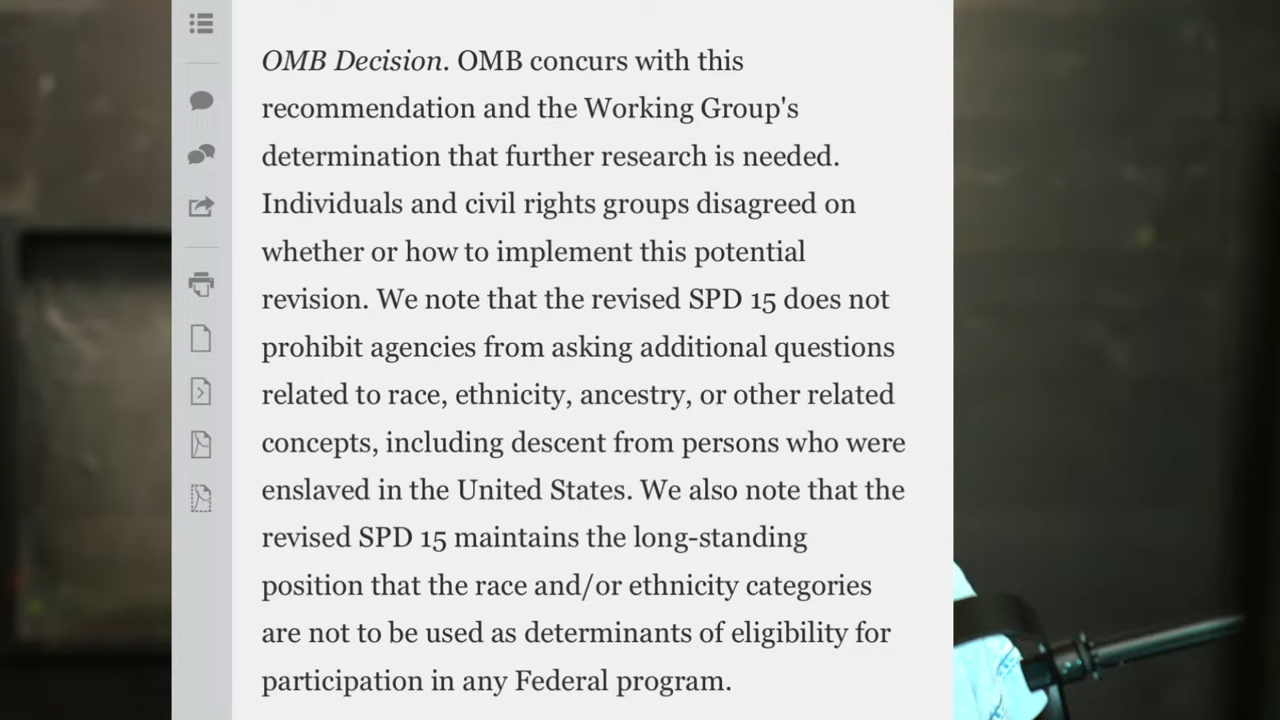 OMB Decision. OMB concurs with this
recommendation and the Working Group's
determination that further research is needed.
Individuals and civil rights groups disagreed on
whether or how to implement this potential
revision. We note that the revised SPD 15 does not
prohibit agencies from asking additional questions
related to race, ethnicity, ancestry, or other related
concepts, including descent from persons who were
enslaved in the United States. We also note that the
revised SPD 15 maintains the long-standing
position that the race and/or ethnicity categories
are not to be used as determinants of eligibility for
participation in any Federal program.